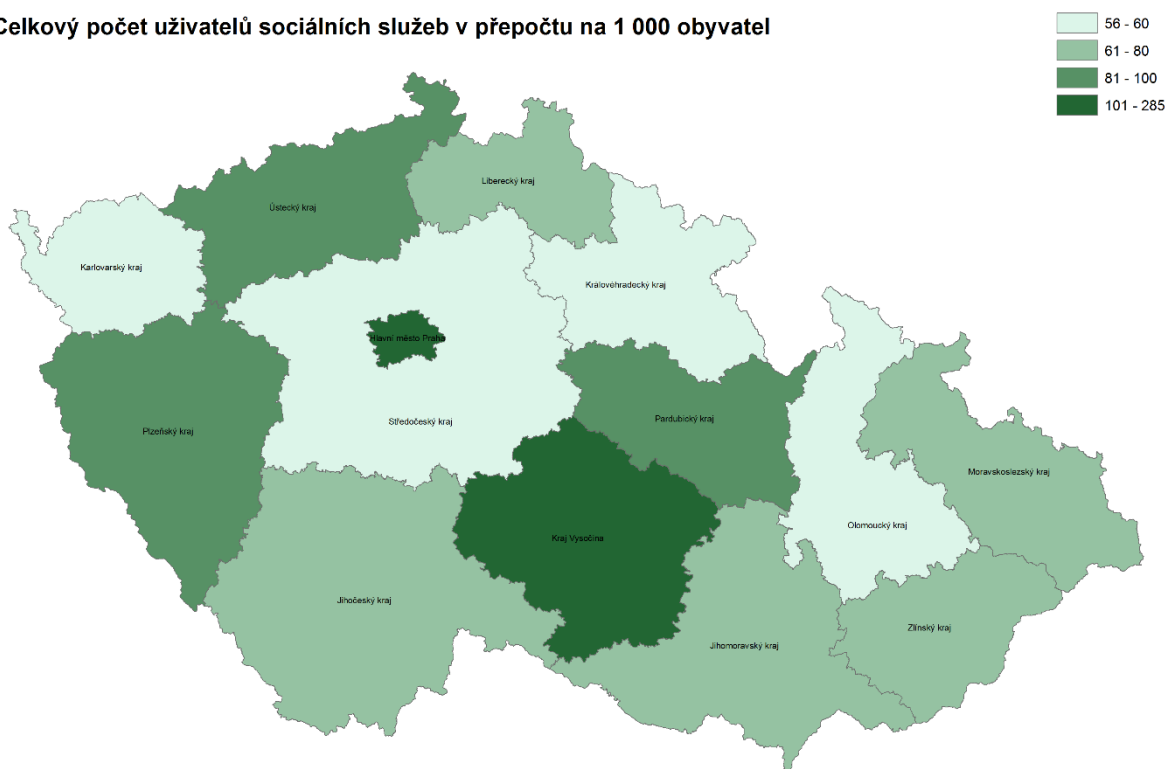 Celkový počet uživatelů sociálních služeb v přepočtu na 1 000 obyvatel
56 - 60
61 - 80
81 - 100
101 - 285
Liberecký kraj
Ústecký kraj
Karlovarský kraj
Královéhradecký kraj
Hlavní město Praha
Středočeský kraj
Pardubický kraj
Plzeňský kraj
Moravskoslezský kraj
Olomoucký kraj
Kraj Vysočina
Jihočeský kraj
Zlínský kraj
Jihomoravský kraj